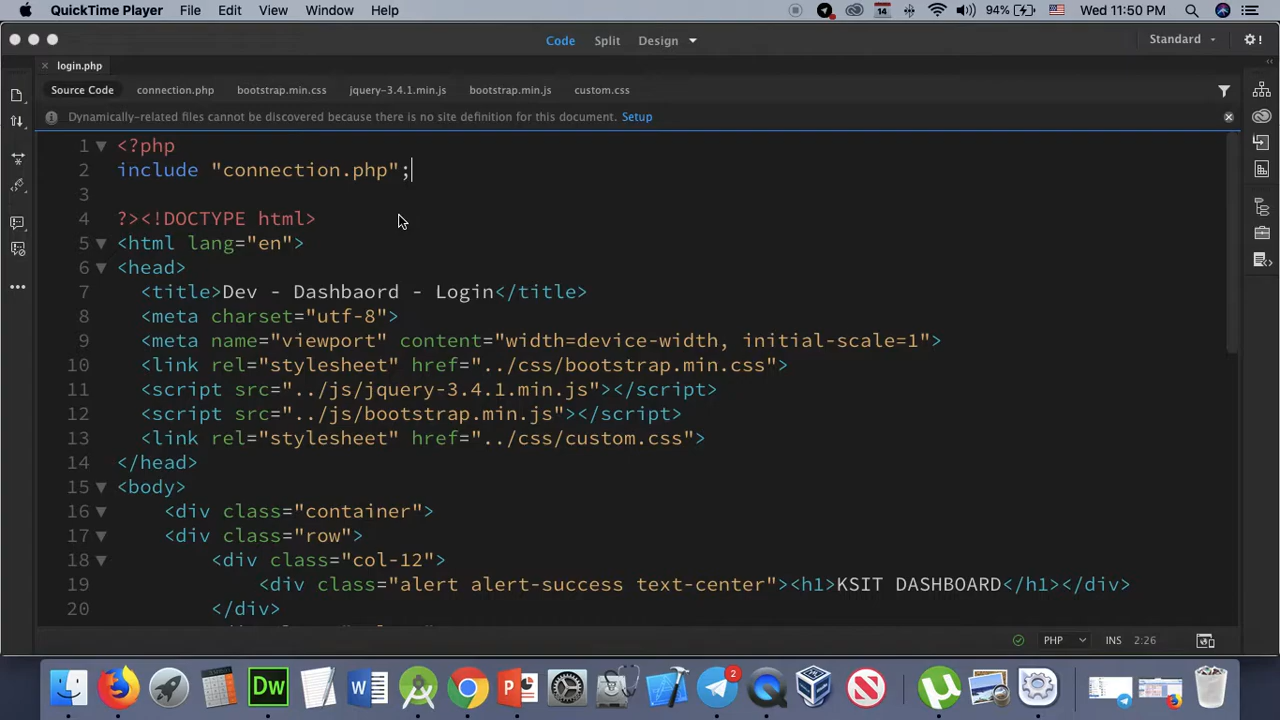 QuickTime Player File Edit View Window Help 14 94% Wed 11:50 PM
Code Split Design Standard
login.php
Source Code connection.php bootstrap.min.css jquery-3.4.1.min.js bootstrap.min.js custom.css
Dynamically-related files cannot be discovered because there is no site definition for this document. Setup
1 <?php
2 include "connection.php";
3
4 ?><!DOCTYPE html>
5 <html lang="en">
6 <head>
7 <title>Dev - Dashbaord - Login</title>
8 <meta charset="utf-8">
9 <meta name="viewport" content="width=device-width, initial-scale=1">
10 <link rel="stylesheet" href="../css/bootstrap.min.css">
11 <script src="../js/jquery-3.4.1.min.js"></script>
12 <script src="../js/bootstrap.min.js"></script>
13 <link rel="stylesheet" href="../css/custom.css">
14 </head>
15 <body>
16 <div class="container">
17 <div class="row">
18 <div class="col-12">
19 <div class="alert alert-success text-center"><h1>KSIT DASHBOARD</h1></div>
20 </div>
PHP INS 2:26
Dw W P 2